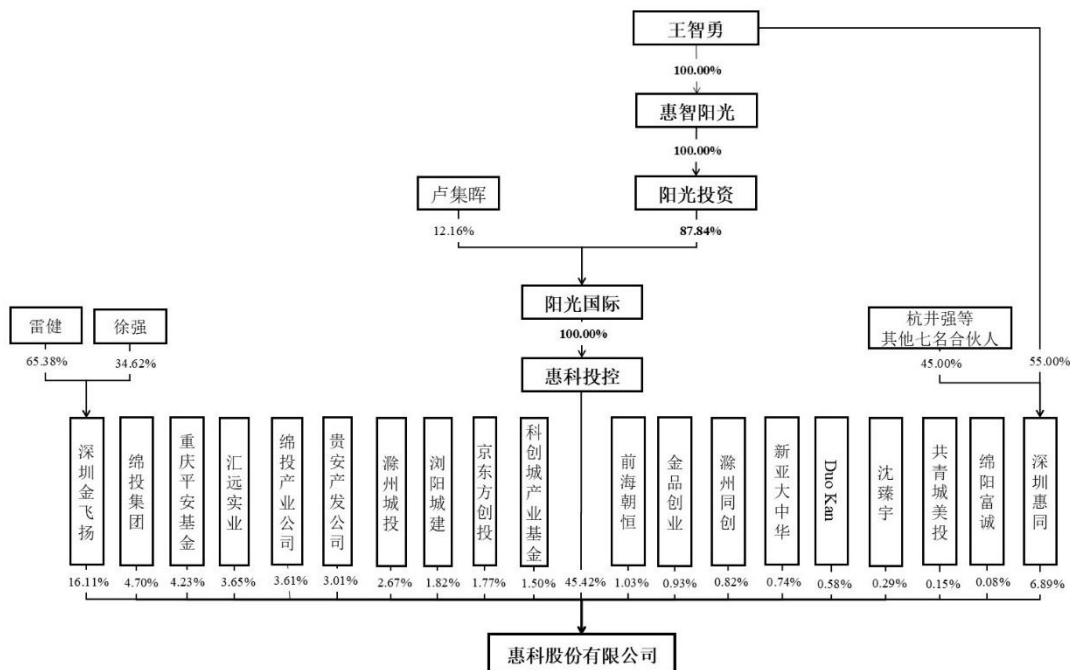 王智勇
100.00%
惠智阳光
100.00%
卢集晖
阳光投资
12.16%
87.84%
阳光国际
雷健
徐强
100.00%
杭井强等
其他七名合伙人
65.38%
34.62%
惠科投控
45.00%
55.00%
深圳金飞扬
绵投集团
重庆平安基金
汇远实业
绵投产业公司
贵安产发公司
滁州城投
浏阳城建
京东方创投
科创城产业基金
前海朝恒
金品创业
滁州同创
新亚大中华
Duo Kan
沈臻宇
共青城美投
绵阳富诚
深圳惠同
16.11%
4.70%
4.23%
3.65%
3.61%
3.01%
2.67%
1.82%
1.77%
1.50%
45.42%
1.03%
0.93%
0.82%
0.74%
0.58%
0.29%
0.15%
0.08%
6.89%
惠科股份有限公司